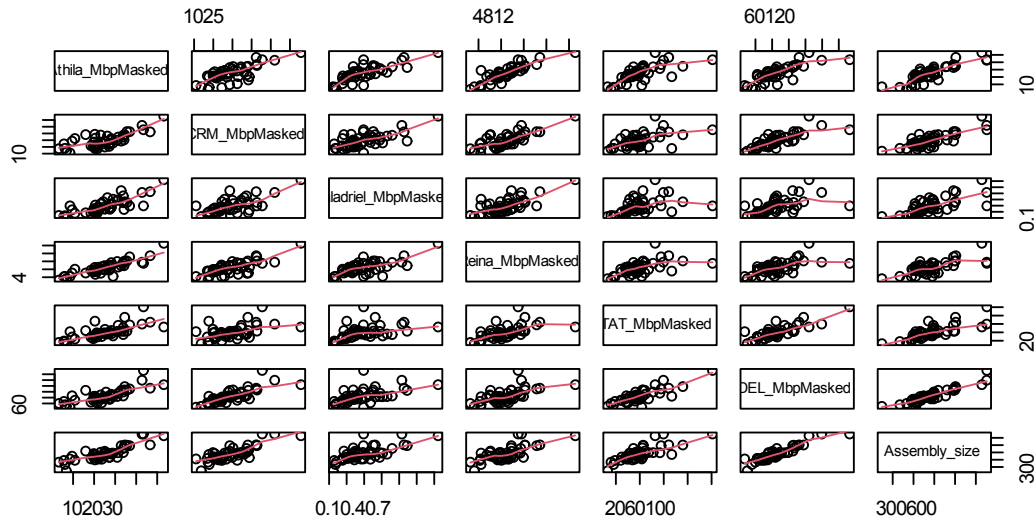 1025 4812 60120
Athila_MbpMasked 10
10 CRM_MbpMasked
ladriel_MbpMaske 0.1
4 Reina_MbpMasked
TAT_MbpMasked 20
60 DEL_MbpMasked
Assembly_size 300
102030 0.10.40.7 2060100 300600